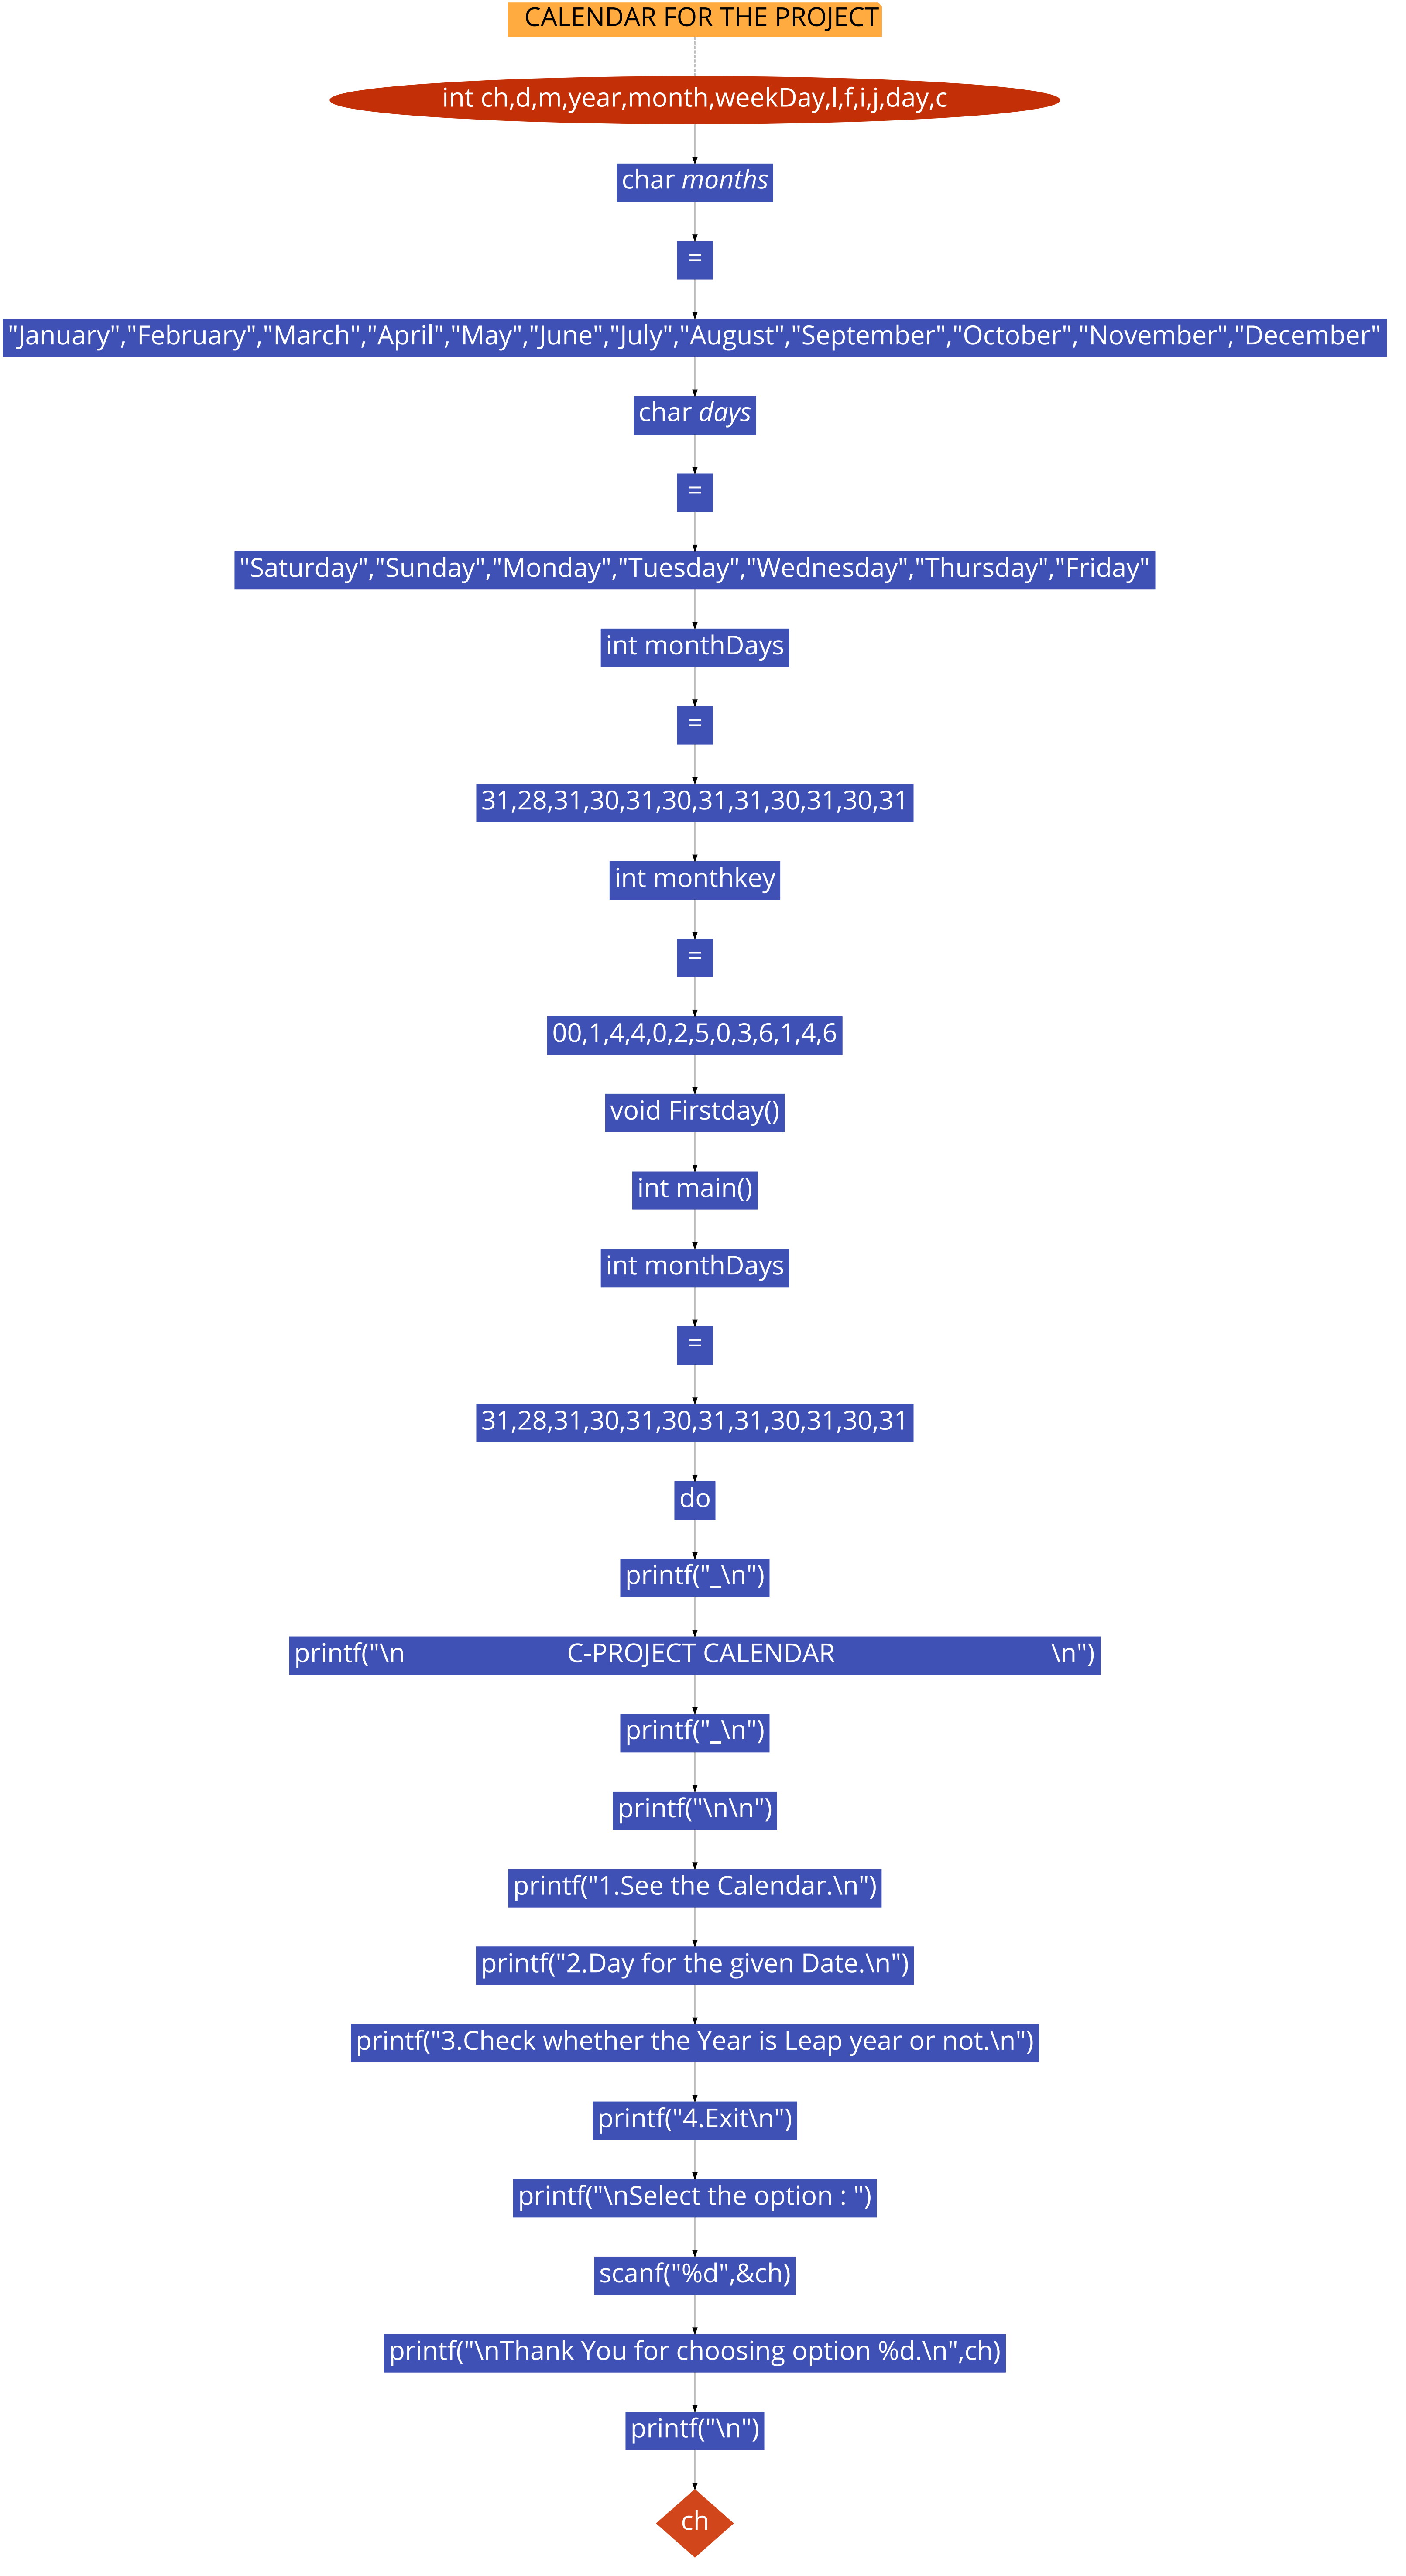 CALENDAR FOR THE PROJECT
int ch,d,m,year,month,weekDay,l,f,i,j,day,c
char months
=
"January","February","March","April","May","June","July","August","September","October","November","December"
char days
=
"Saturday","Sunday","Monday","Tuesday","Wednesday","Thursday","Friday"
int monthDays
=
31,28,31,30,31,30,31,31,30,31,30,31
int monthkey
=
00,1,4,4,0,2,5,0,3,6,1,4,6
void Firstday()
int main()
int monthDays
=
31,28,31,30,31,30,31,31,30,31,30,31
do
printf("_\n")
printf("\n                    C-PROJECT CALENDAR                           \n")
printf("_\n")
printf("\n\n")
printf("1.See the Calendar.\n")
printf("2.Day for the given Date.\n")
printf("3.Check whether the Year is Leap year or not.\n")
printf("4.Exit\n")
printf("\nSelect the option : ")
scanf("%d",&ch)
printf("\nThank You for choosing option %d.\n",ch)
printf("\n")
ch